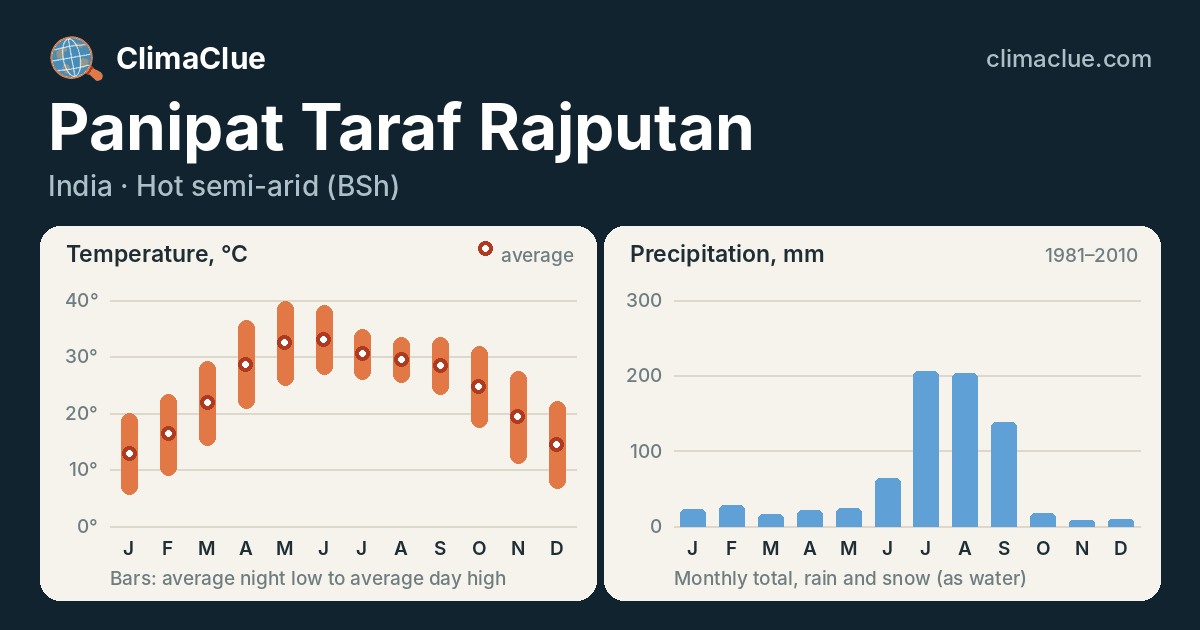 ClimaClue
climaclue.com
Panipat Taraf Rajputan
India · Hot semi-arid (BSh)
Temperature, °C
average
40°
30°
20°
10°
0°
J F M A M J J A S O N D
Bars: average night low to average day high
Precipitation, mm
1981–2010
300
200
100
0
J F M A M J J A S O N D
Monthly total, rain and snow (as water)